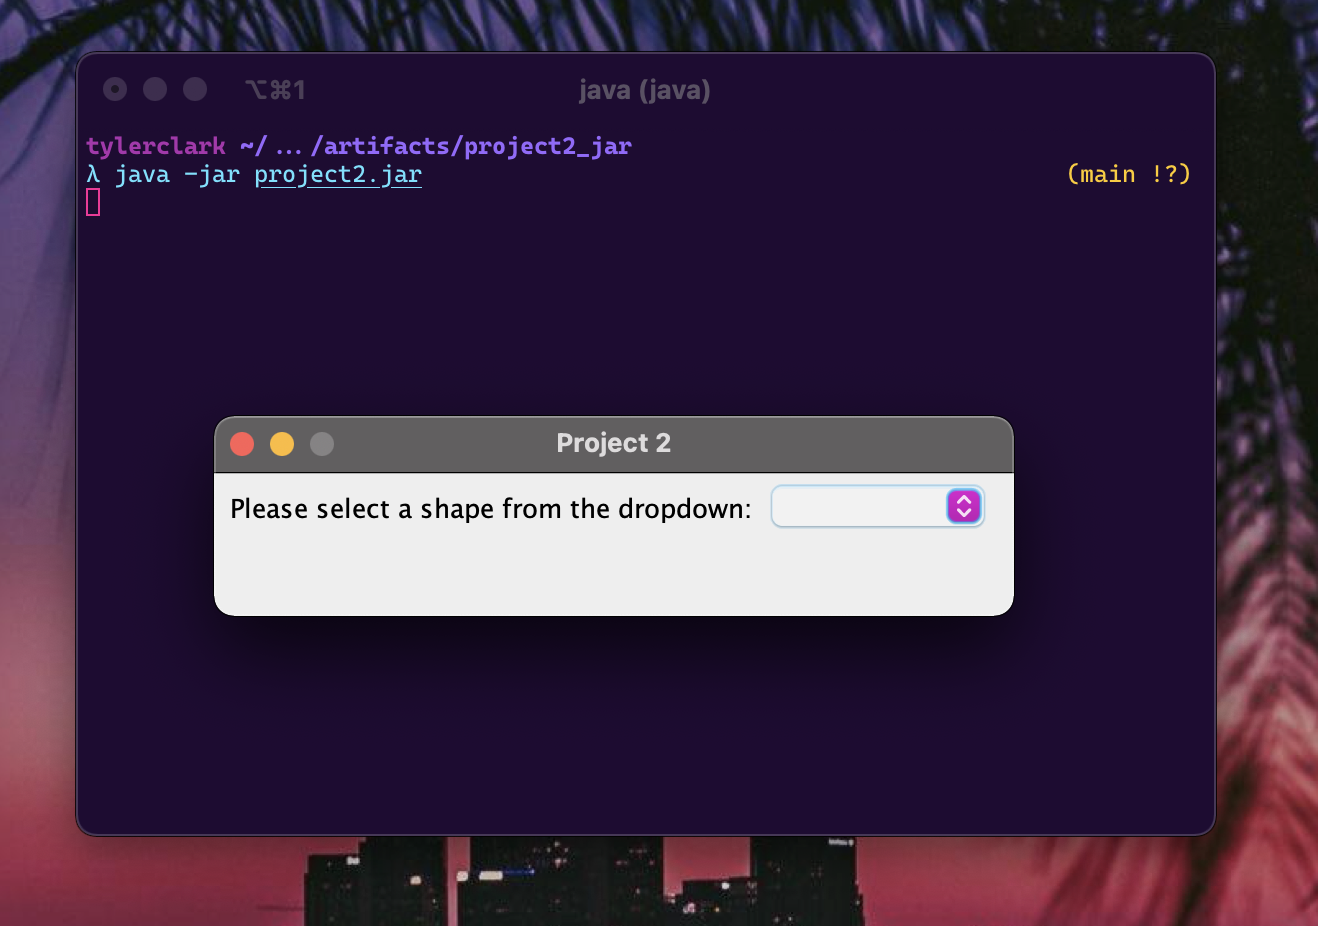 ⌥⌘1 java (java)
tylerclark ~/ … /artifacts/project2_jar
λ java -jar project2.jar (main !?)
Project 2
Please select a shape from the dropdown: